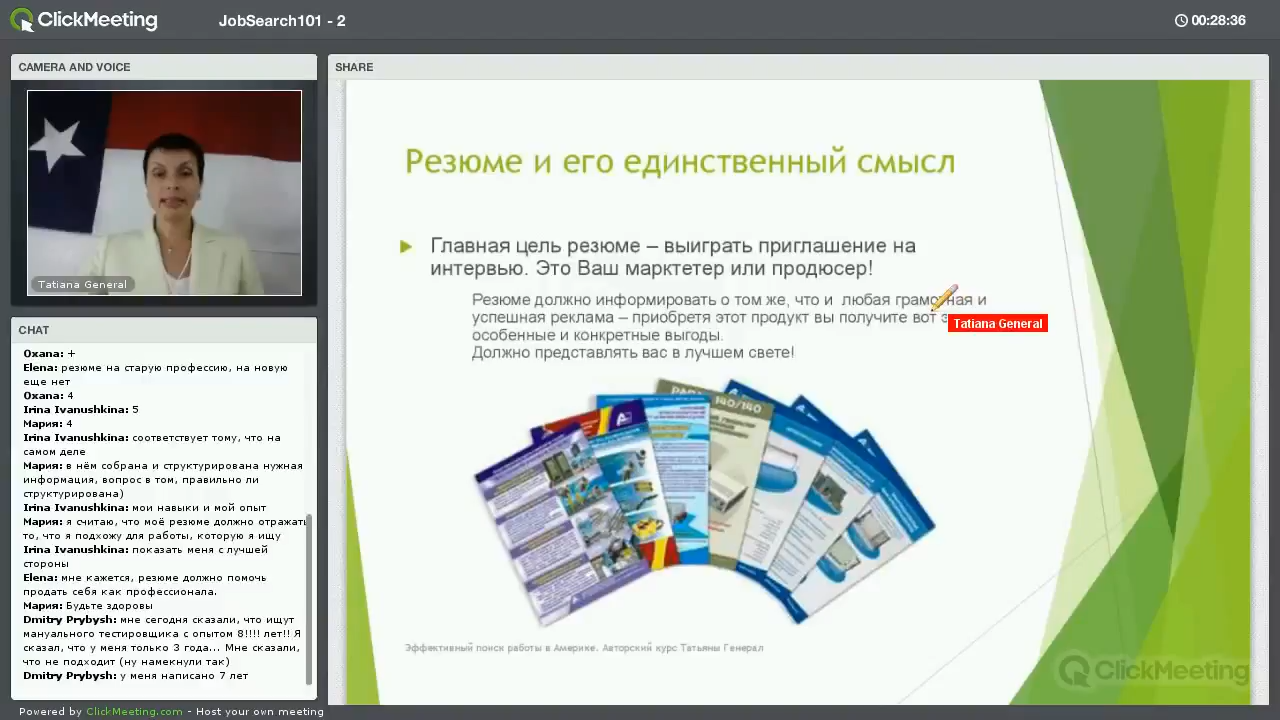 ClickMeeting
JobSearch101 - 2
00:28:36
CAMERA AND VOICE
Tatiana General
CHAT
Oxana: +
Elena: резюме на старую профессию, на новую
еще нет
Oxana: 4
Irina Ivanushkina: 5
Мария: 4
Irina Ivanushkina: соответствует тому, что на
самом деле
Мария: в нём собрана и структурирована нужная
информация, вопрос в том, правильно ли
структурирована)
Irina Ivanushkina: мои навыки и мой опыт
Мария: я считаю, что моё резюме должно отражать
то, что я подхожу для работы, которую я ищу
Irina Ivanushkina: показать меня с лучшей
стороны
Elena: мне кажется, резюме должно помочь
продать себя как профессионала.
Мария: Будьте здоровы
Dmitry Prybysh: мне сегодня сказали, что ищут
мануального тестировщика с опытом 8!!!! лет!! Я
сказал, что у меня только 3 года... Мне сказали,
что не подходит (ну намекнули так)
Dmitry Prybysh: у меня написано 7 лет
SHARE
Резюме и его единственный смысл
Главная цель резюме – выиграть приглашение на
интервью. Это Ваш марктетер или продюсер!
Резюме должно информировать о том же, что и любая грамотная и
успешная реклама – приобретя этот продукт вы получите вот
особенные и конкретные выгоды.
Должно представлять вас в лучшем свете!
Tatiana General
140/140
Эффективный поиск работы в Америке. Авторский курс Татьяны Генерал
ClickMeeting
Powered by ClickMeeting.com - Host your own meeting